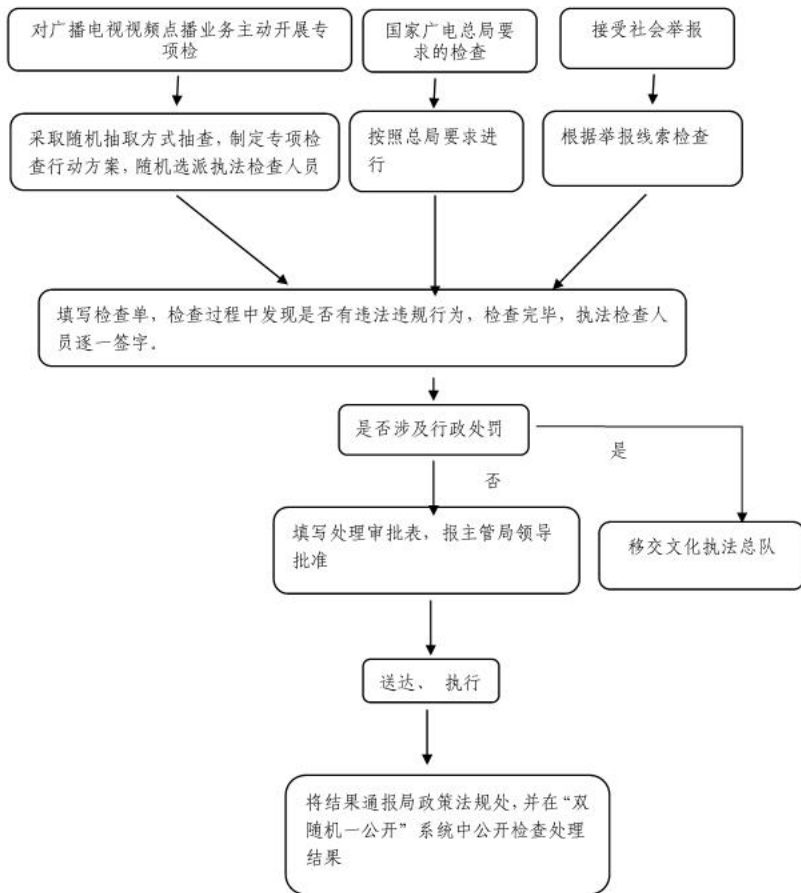 对广播电视视频点播业务主动开展专
项检
国家广电总局要
求的检查
接受社会举报
采取随机抽取方式抽查，制定专项检
查行动方案，随机选派执法检查人员
按照总局要求进
行
根据举报线索检查
填写检查单，检查过程中发现是否有违法违规行为，检查完毕，执法检查人
员逐一签字。
是否涉及行政处罚
是
否
填写处理审批表，报主管局领导
批准
移交文化执法总队
送达、 执行
将结果通报局政策法规处，并在“双
随机一公开”系统中公开检查处理
结果